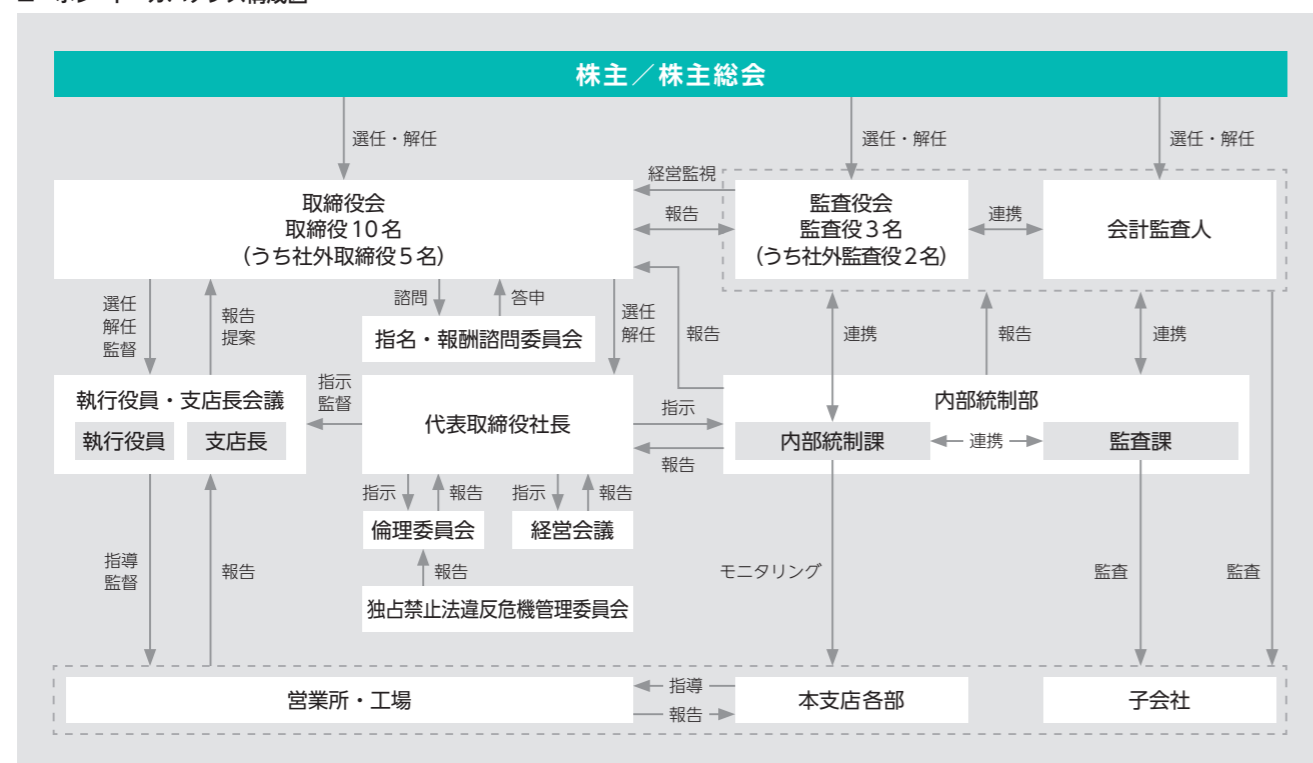 株主／株主総会
選任・解任
選任・解任
選任・解任
取締役会
取締役10名
（うち社外取締役5名）
経営監視
報告
監査役会
監査役3名
（うち社外監査役2名）
連携
会計監査人
選任
解任
監督
報告
提案
諮問
答申
指名・報酬諮問委員会
選任
解任
報告
連携
報告
連携
執行役員・支店長会議
執行役員
支店長
指示
監督
代表取締役社長
指示
報告
内部統制部
内部統制課
連携
監査課
指示
報告
指示
報告
倫理委員会
経営会議
報告
独占禁止法違反危機管理委員会
指導
監督
報告
モニタリング
監査
監査
営業所・工場
指導
報告
本支店各部
子会社